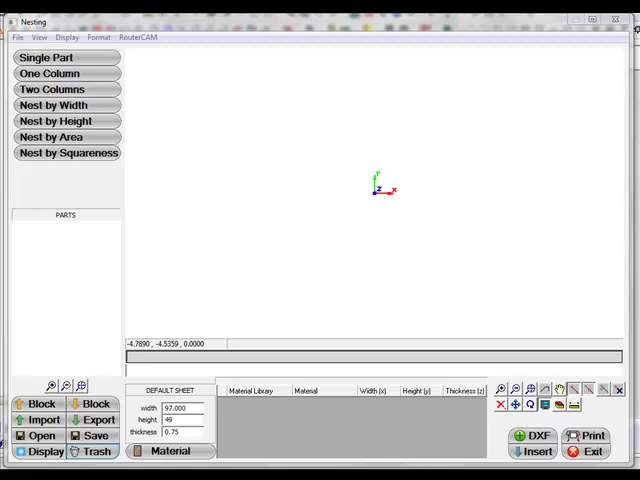 Nesting
File View Display Format RouterCAM
Single Part
One Column
Two Columns
Nest by Width
Nest by Height
Nest by Area
Nest by Squareness
PARTS
Y
Z X
-4.7890 , -4.5359 , 0.0000
DEFAULT SHEET
width 97.000
height 49
thickness 0.75
Material
Material Library Material Width (x) Height (y) Thickness (z)
Block Block
Import Export
Open Save
Display Trash
DXF Print
Insert Exit